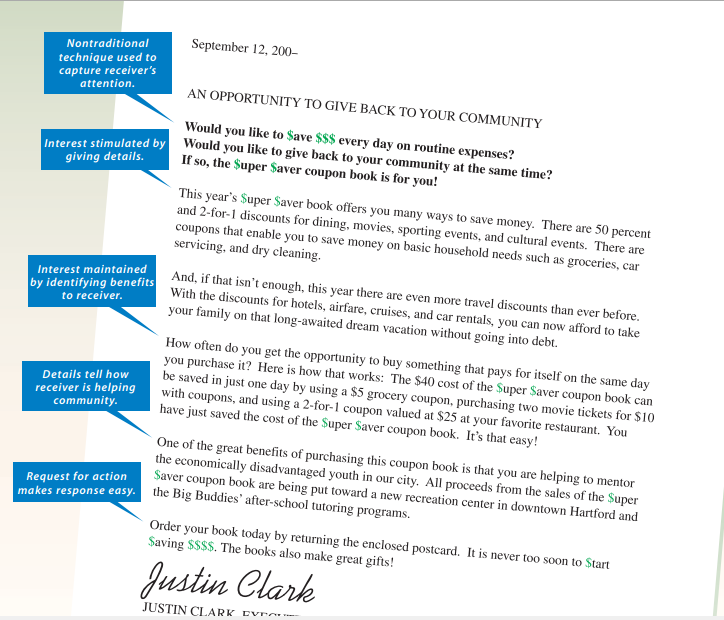 Nontraditional
technique used to
capture receiver's
attention.
Interest stimulated by
giving details.
Interest maintained
by identifying benefits
to receiver.
Details tell how
receiver is helping
community.
Request for action
makes response easy.
September 12, 200–
AN OPPORTUNITY TO GIVE BACK TO YOUR COMMUNITY
Would you like to $ave $$$ every day on routine expenses?
Would you like to give back to your community at the same time?
If so, the $uper $aver coupon book is for you!
This year's $uper $aver book offers you many ways to save money. There are 50 percent
and 2-for-1 discounts for dining, movies, sporting events, and cultural events. There are
coupons that enable you to save money on basic household needs such as groceries, car
servicing, and dry cleaning.
And, if that isn't enough, this year there are even more travel discounts than ever before.
With the discounts for hotels, airfare, cruises, and car rentals, you can now afford to take
your family on that long-awaited dream vacation without going into debt.
How often do you get the opportunity to buy something that pays for itself on the same day
you purchase it? Here is how that works: The $40 cost of the $uper $aver coupon book can
be saved in just one day by using a $5 grocery coupon, purchasing two movie tickets for $10
with coupons, and using a 2-for-1 coupon valued at $25 at your favorite restaurant. You
have just saved the cost of the $uper $aver coupon book. It's that easy!
One of the great benefits of purchasing this coupon book is that you are helping to mentor
the economically disadvantaged youth in our city. All proceeds from the sales of the $uper
$aver coupon book are being put toward a new recreation center in downtown Hartford and
the Big Buddies' after-school tutoring programs.
Order your book today by returning the enclosed postcard. It is never too soon to $tart
$aving $$$$. The books also make great gifts!
Justin Clark
JUSTIN CLARK